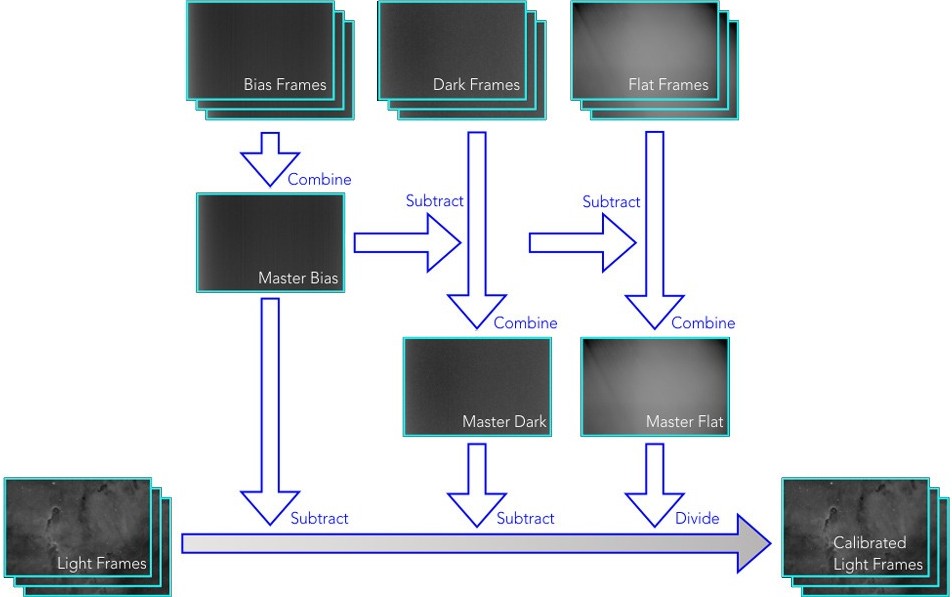 Bias Frames
Dark Frames
Flat Frames
Combine
Subtract
Subtract
Master Bias
Combine
Combine
Master Dark
Master Flat
Subtract
Subtract
Divide
Light Frames
Calibrated
Light Frames